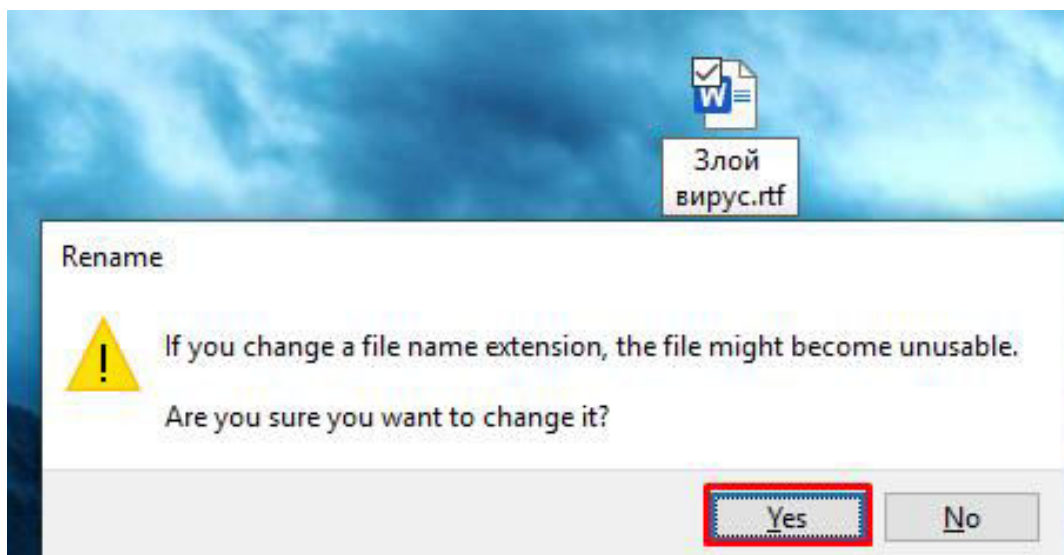 W
Злой
вирус.rtf
Rename
!
If you change a file name extension, the file might become unusable.
Are you sure you want to change it?
Yes
No